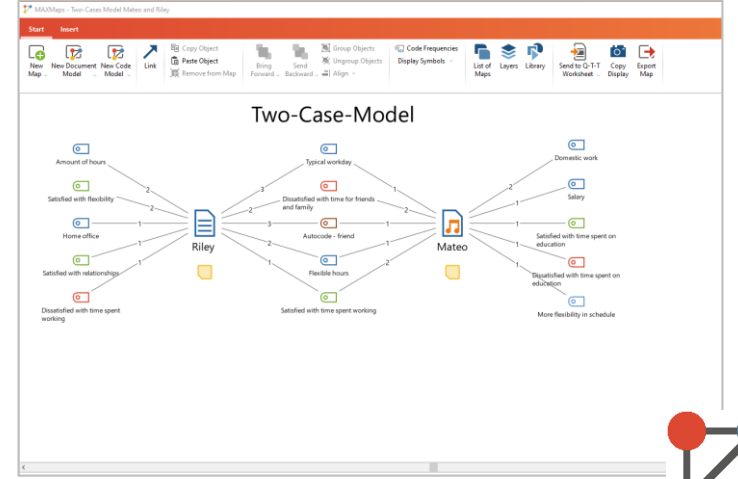 MAXMaps - Two-Cases Model Mateo and Riley
Start Insert
New Map
New Document Model
New Code Model
Link
Copy Object
Paste Object
Remove from Map
Bring Forward
Send Backward
Group Objects
Ungroup Objects
Align
Code Frequencies
Display Symbols
List of Maps
Layers
Library
Send to Q-T-T Worksheet
Copy Display
Export Map
Two-Case-Model
Amount of hours
Satisfied with flexibility
Home office
Satisfied with relationships
Dissatisfied with time spent
working
2
2
1
1
1
Riley
3
2
3
2
1
Typical workday
Dissatisfied with time for friends
and family
Autocode - friend
Flexible hours
Satisfied with time spent working
1
2
1
1
2
Mateo
2
1
1
1
1
Domestic work
Salary
Satisfied with time spent on
education
Dissatisfied with time spent on
education
More flexibility in schedule